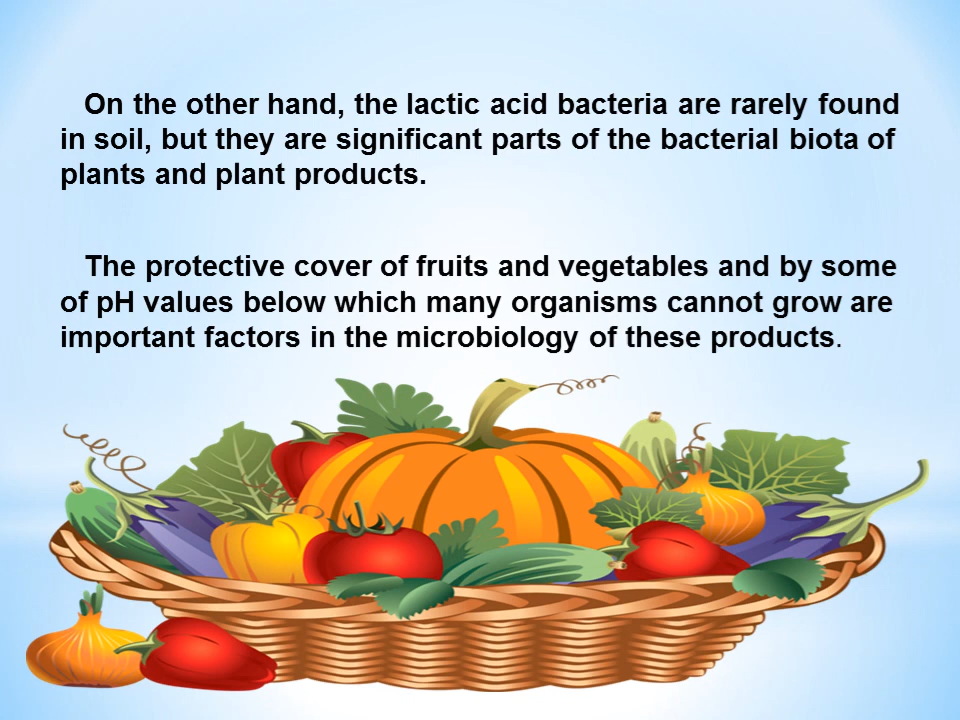 On the other hand, the lactic acid bacteria are rarely found
in soil, but they are significant parts of the bacterial biota of
plants and plant products.
The protective cover of fruits and vegetables and by some
of pH values below which many organisms cannot grow are
important factors in the microbiology of these products.